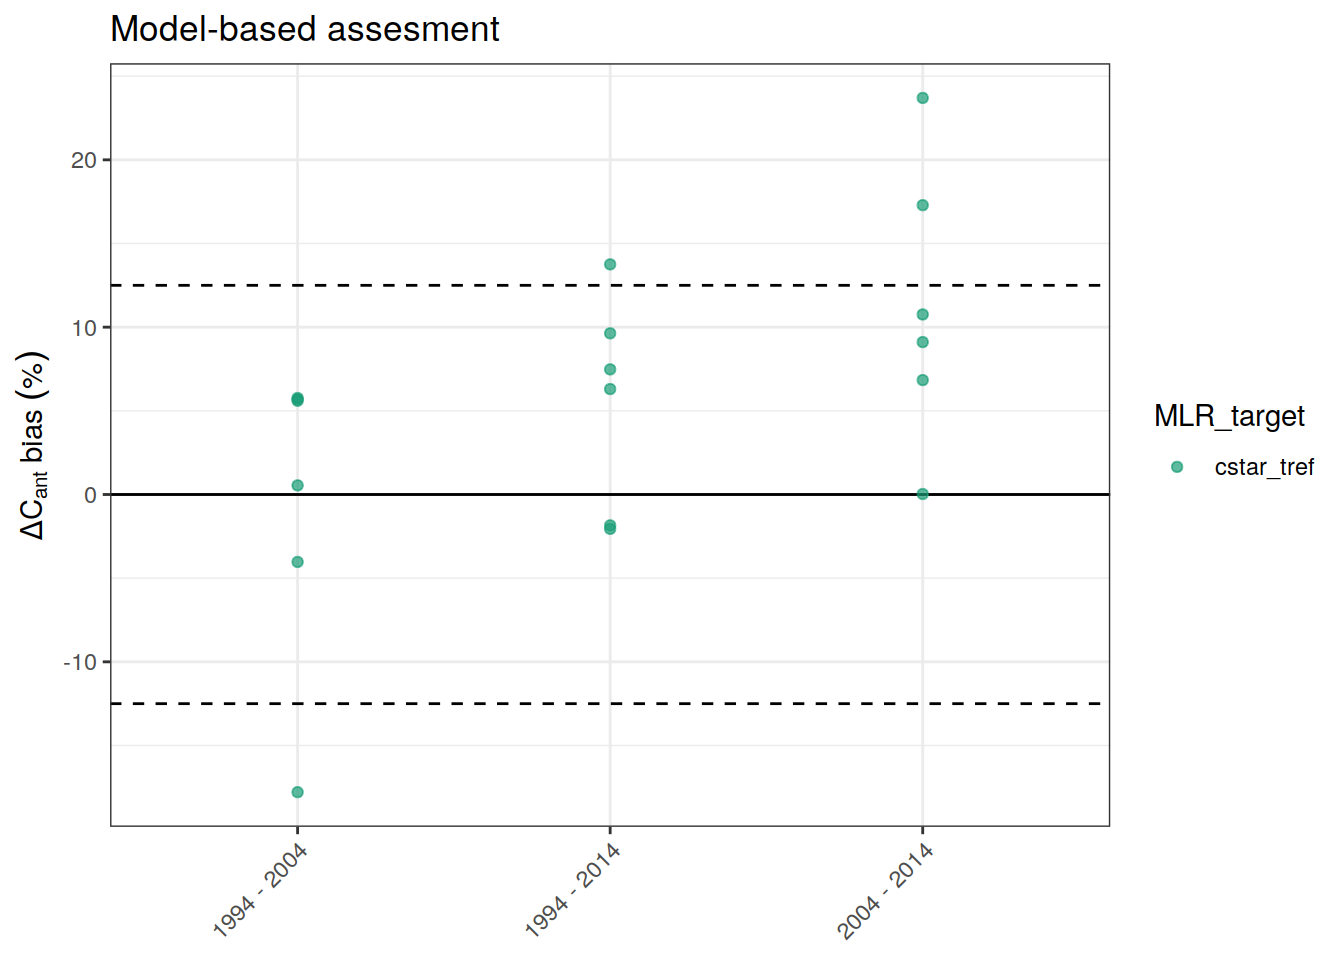 Model-based assesment
ΔCant bias (%)
20
10
0
-10
1994 - 2004
1994 - 2014
2004 - 2014
MLR_target
cstar_tref